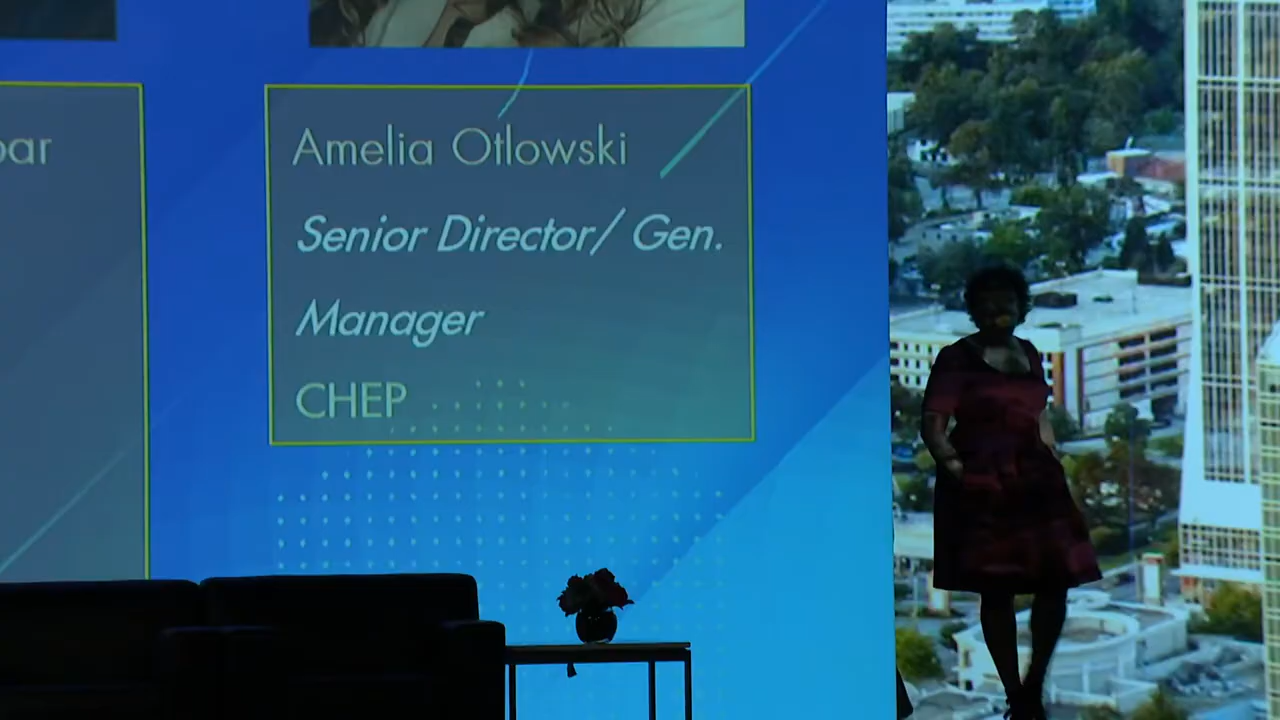 Amelia Otlowski
Senior Director/ Gen.
Manager
CHEP